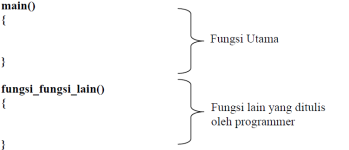 main()
{
Fungsi Utama
}
fungsi_fungsi_lain()
{
Fungsi lain yang ditulis
oleh programmer
}